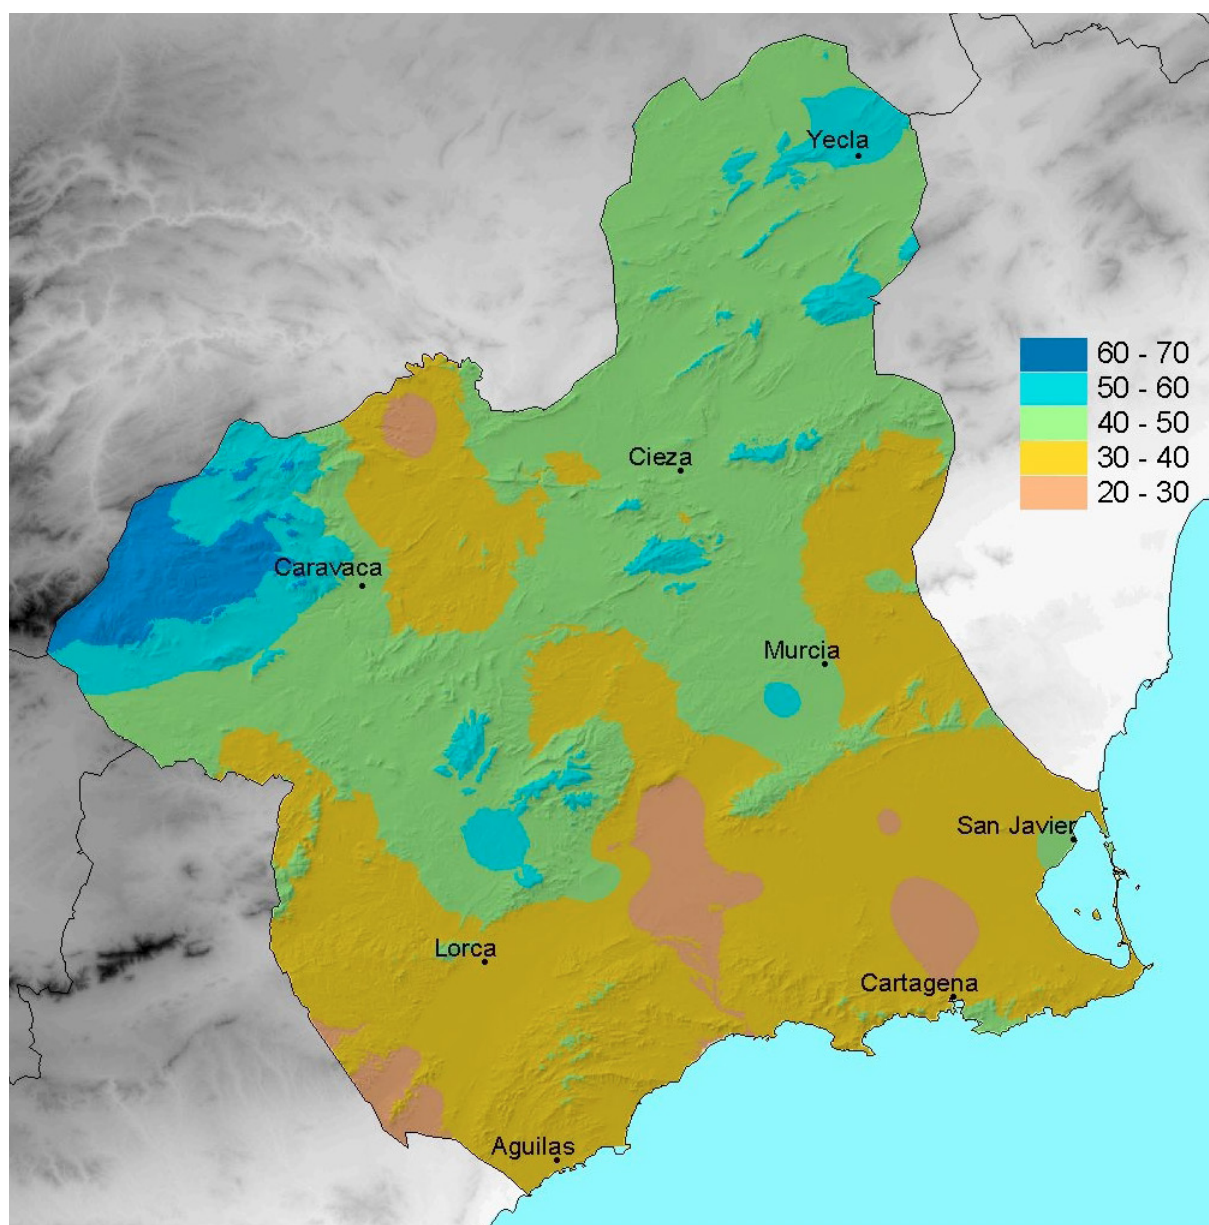 Yecla
60 - 70
50 - 60
40 - 50
30 - 40
20 - 30
Cieza
Caravaca
Murcia
San Javier
Lorca
Cartagena
Aguilas